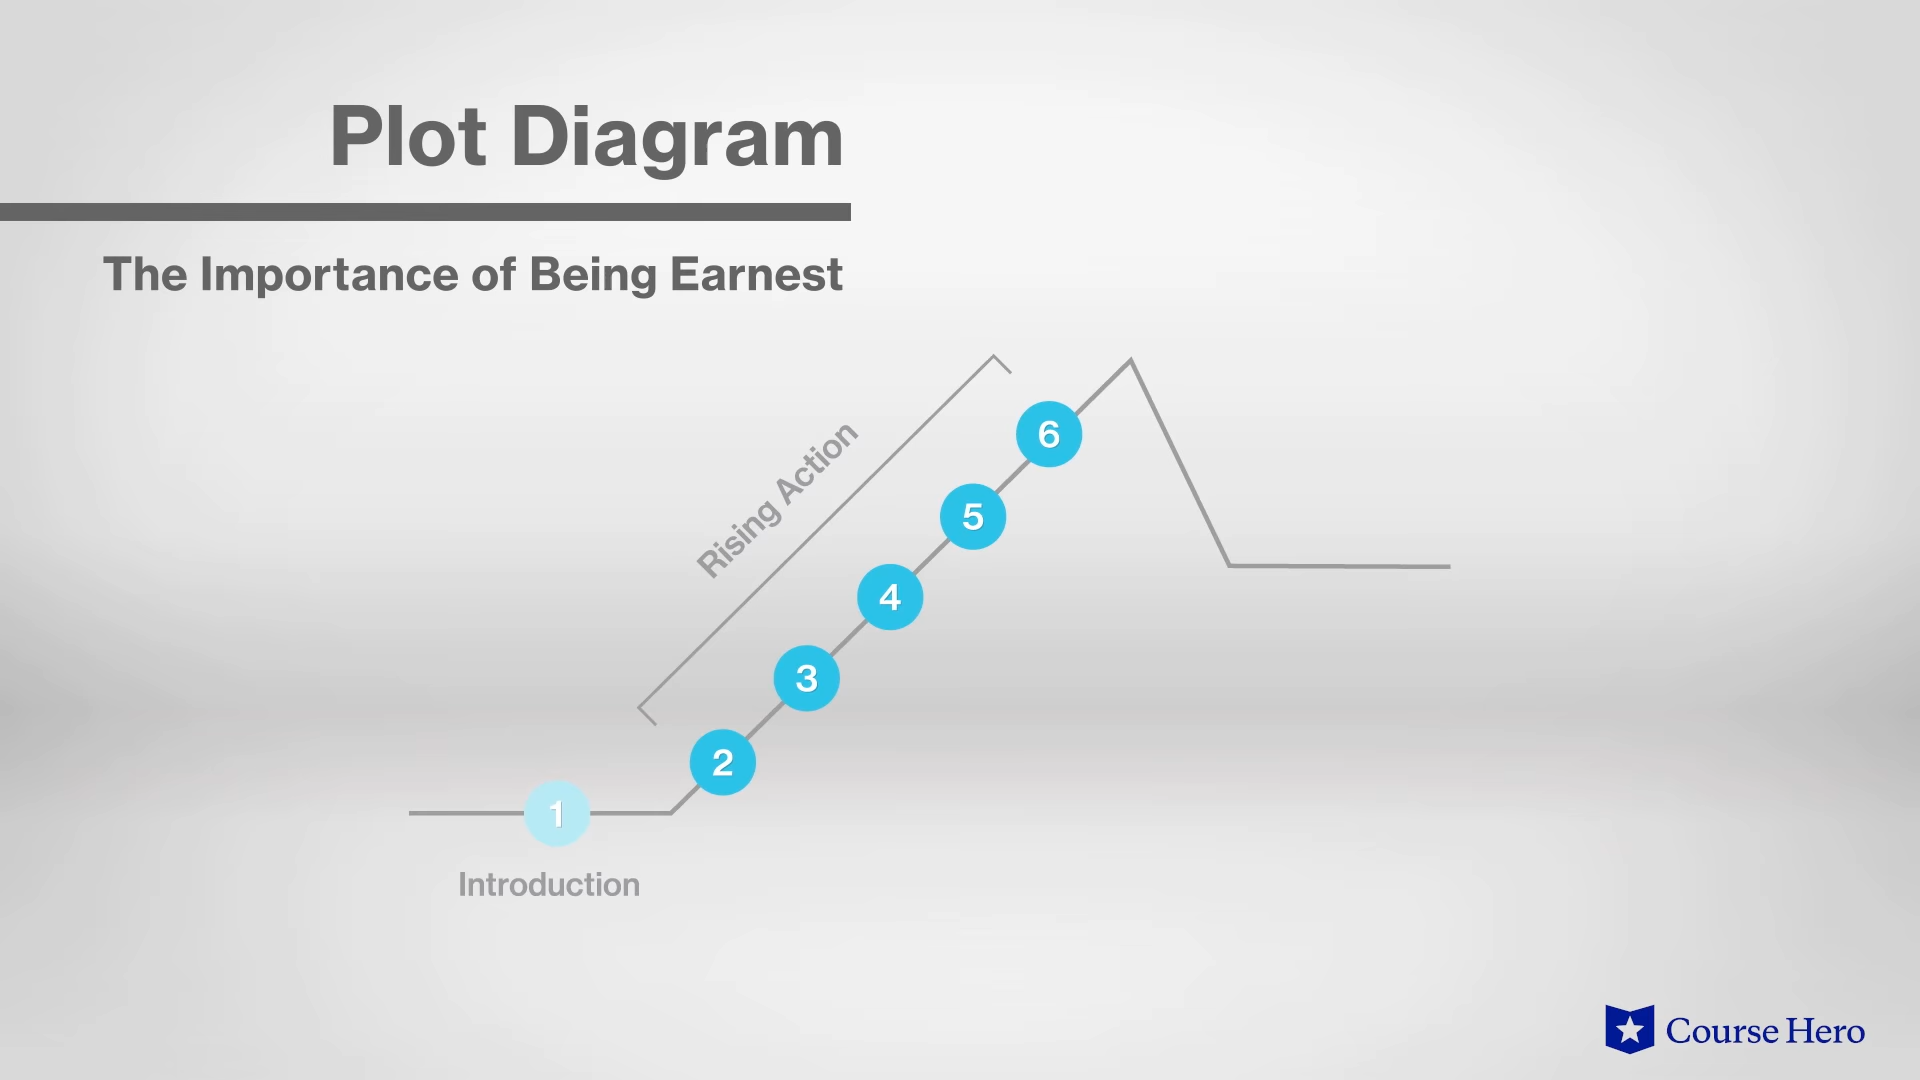 Plot Diagram
The Importance of Being Earnest
Rising Action
6
5
4
3
2
1
Introduction
Course Hero